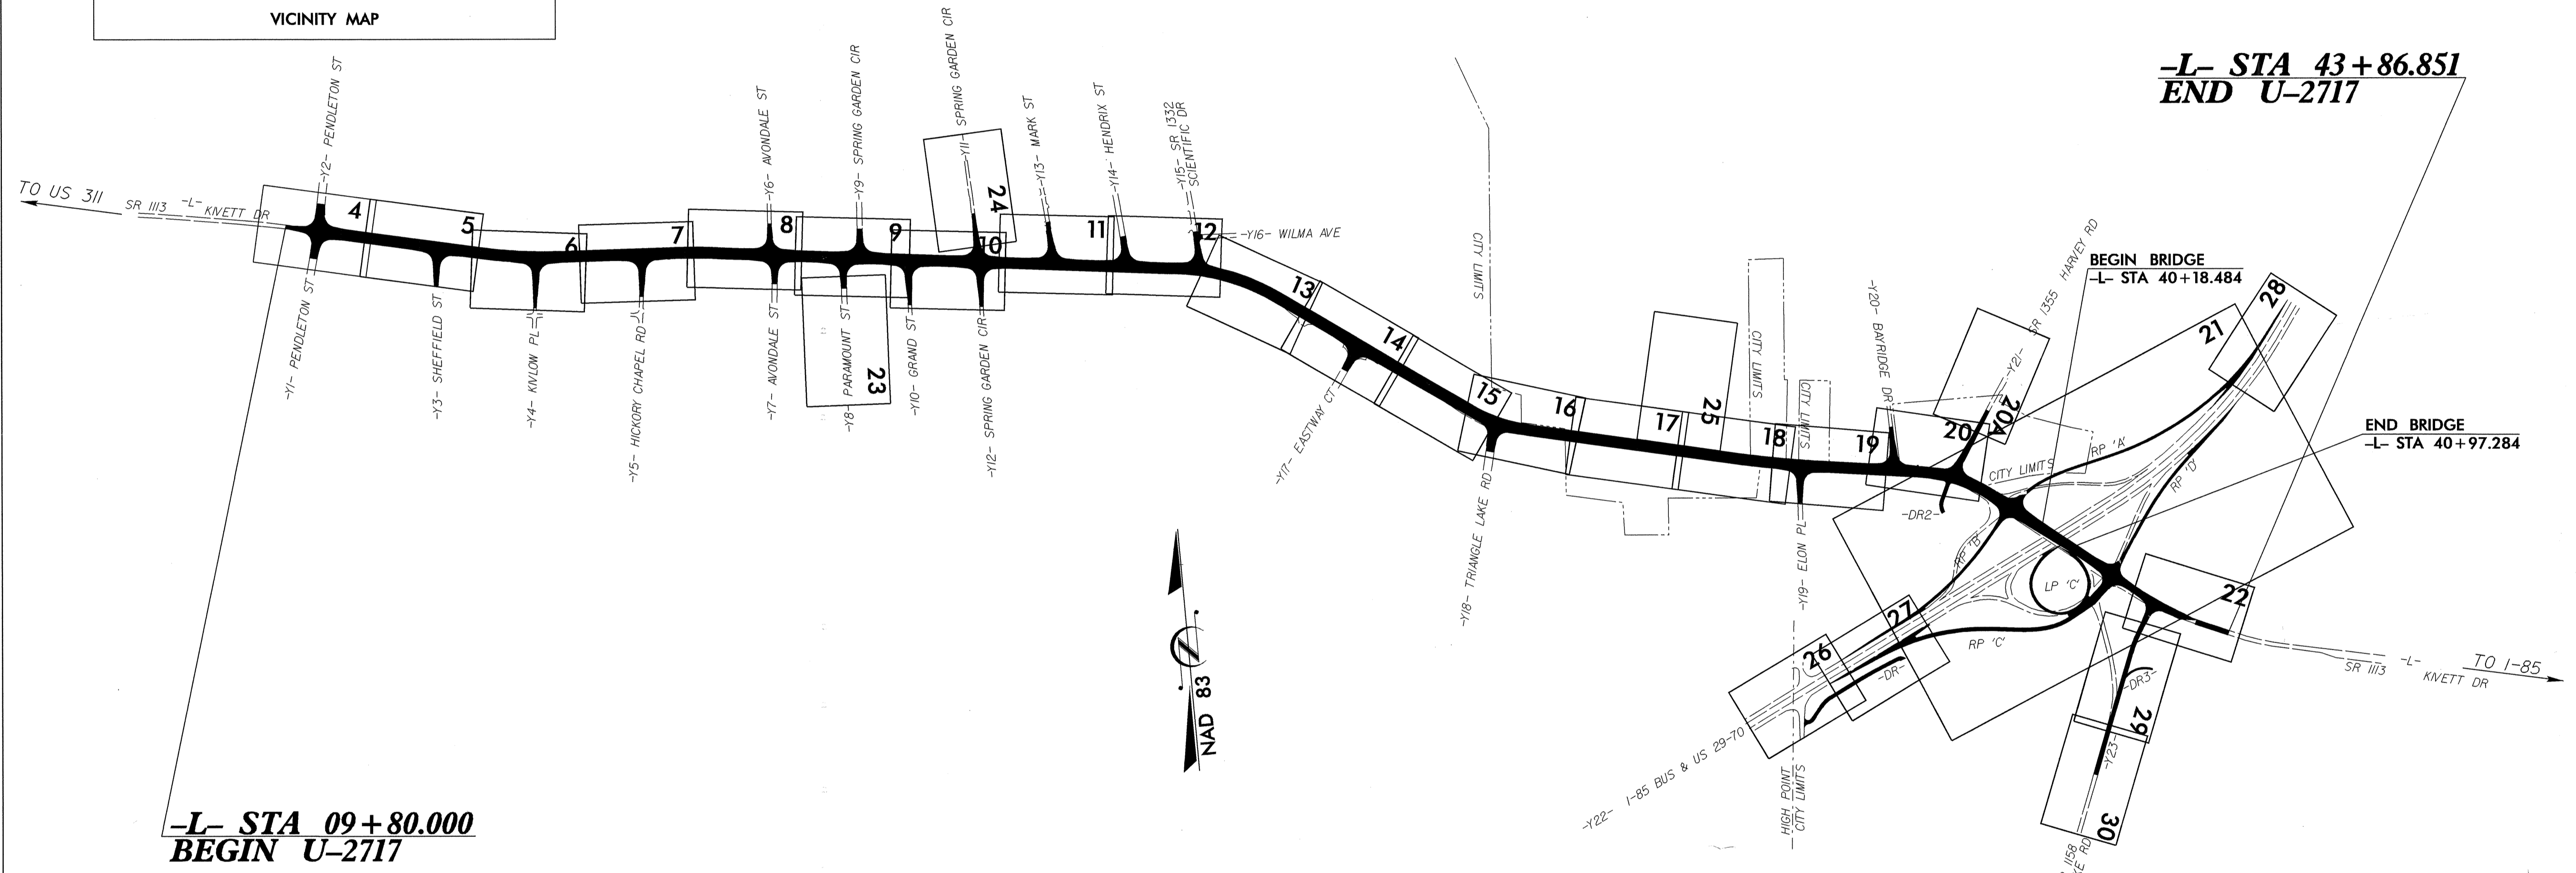 VICINITY MAP
-L- STA 43+86.851
END U-2717
TO US 311
SR 1113 -L- KIVETT DR
-Y2- PENDLETON ST
-Y1- PENDLETON ST
-Y3- SHEFFIELD ST
-Y4- KNLOW PL
-Y5- HICKORY CHAPEL RD
-Y6- AVONDALE ST
-Y7- AVONDALE ST
-Y8- PARAMOUNT ST
-Y9- SPRING GARDEN CIR
-Y10- GRAND ST
-Y11- SPRING GARDEN CIR
-Y12- SPRING GARDEN CIR
-Y13- MARK ST
-Y14- HENDRIX ST
-Y15- SR 1332
SCIENTIFIC DR
-Y16- WILMA AVE
-Y17- EASTWAY CT
-Y18- TRIANGLE LAKE RD
-Y19- ELON PL
-Y20- BAYRIDGE DR
-Y21- SR 1355 HARVEY RD
4
5
6
7
8
9
10
11
12
13
14
15
16
17
18
19
20
20A
21
22
23
24
25
26
27
28
29
30
CITY LIMITS
CITY LIMITS
CITY LIMITS
CITY LIMITS
BEGIN BRIDGE
-L- STA 40+18.484
END BRIDGE
-L- STA 40+97.284
RP 'A'
RP 'B'
RP 'C'
RP 'D'
LP 'C'
-DR2-
-DR-
-DR3-
-Y23-
-Y22- I-85 BUS & US 29-70
HIGH POINT
CITY LIMITS
SR 1113 -L- KIVETT DR
TO I-85
1158
RD
NAD 83
-L- STA 09+80.000
BEGIN U-2717